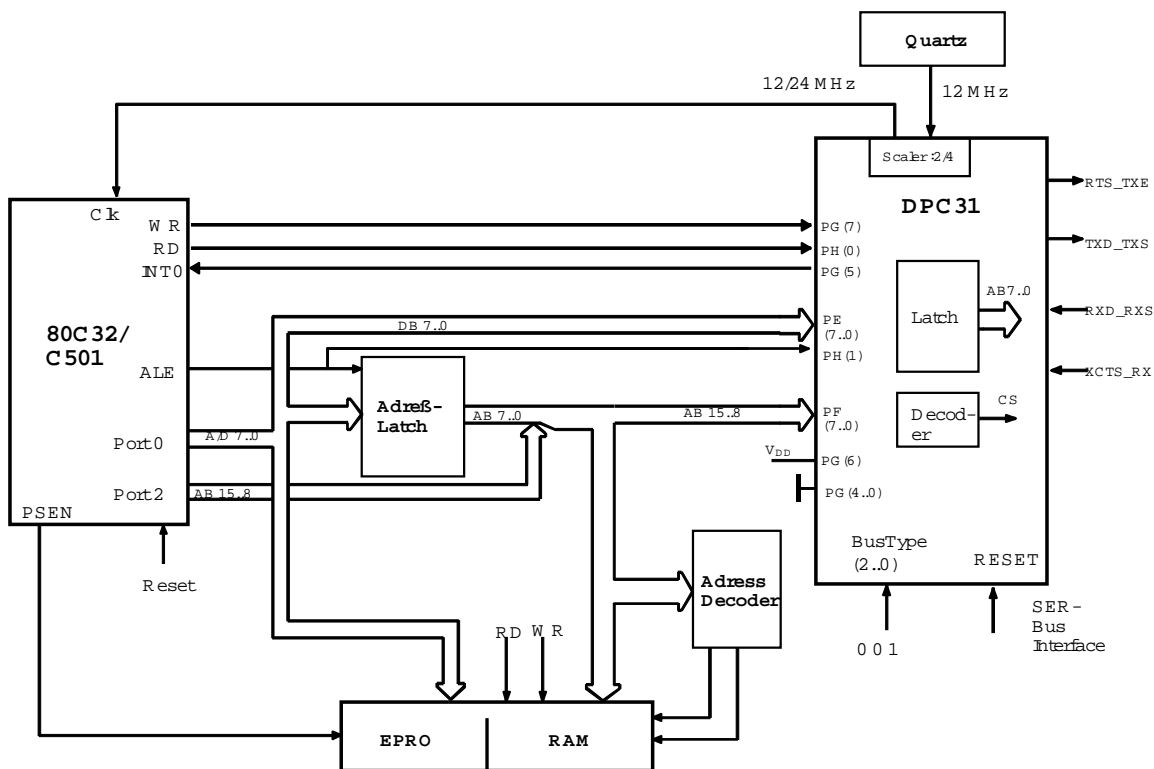 Quartz
12/24 MHz
12 MHz
Scaler:2/4
DPC31
RTS_TXE
TXD_TXS
RXD_RXS
XCTS_RX
Clk
WR
RD
INT0
80C32/
C501
ALE
Port0
Port2
PSEN
Reset
A/D 7..0
AB 15..8
DB 7..0
Adreß-
Latch
AB 7..0
AB 15..8
PG(7)
PH(0)
PG(5)
PE
(7..0)
PH(1)
PF
(7..0)
VDD
PG(6)
PG(4..0)
Latch
AB7..0
Decod-
er
CS
BusType
(2..0)
RESET
001
SER-
Bus
Interface
Adress
Decoder
RD
WR
EPRO
RAM